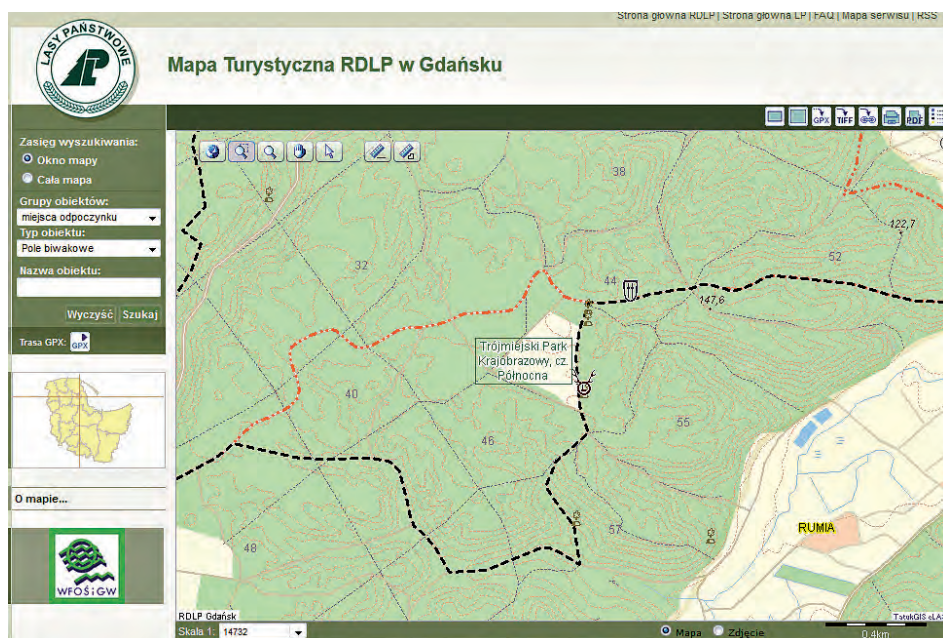 Strona główna RDLP | Strona główna LP | FAQ | Mapa serwisu | RSS
LASY PAŃSTWOWE
Mapa Turystyczna RDLP w Gdańsku
GPX TIFF PDF
Zasięg wyszukiwania:
Okno mapy
Cała mapa
Grupy obiektów:
miejsca odpoczynku
Typ obiektu:
Pole biwakowe
Nazwa obiektu:
Wyczyść Szukaj
Trasa GPX: GPX
O mapie...
WFOŚiGW
38
122,7
52
32
44
147,6
Trójmiejski Park
Krajobrazowy, cz.
Północna
40
55
46
RUMIA
57
48
RDLP Gdańsk
Skala 1: 14732
Mapa
Zdjęcie
0.4km